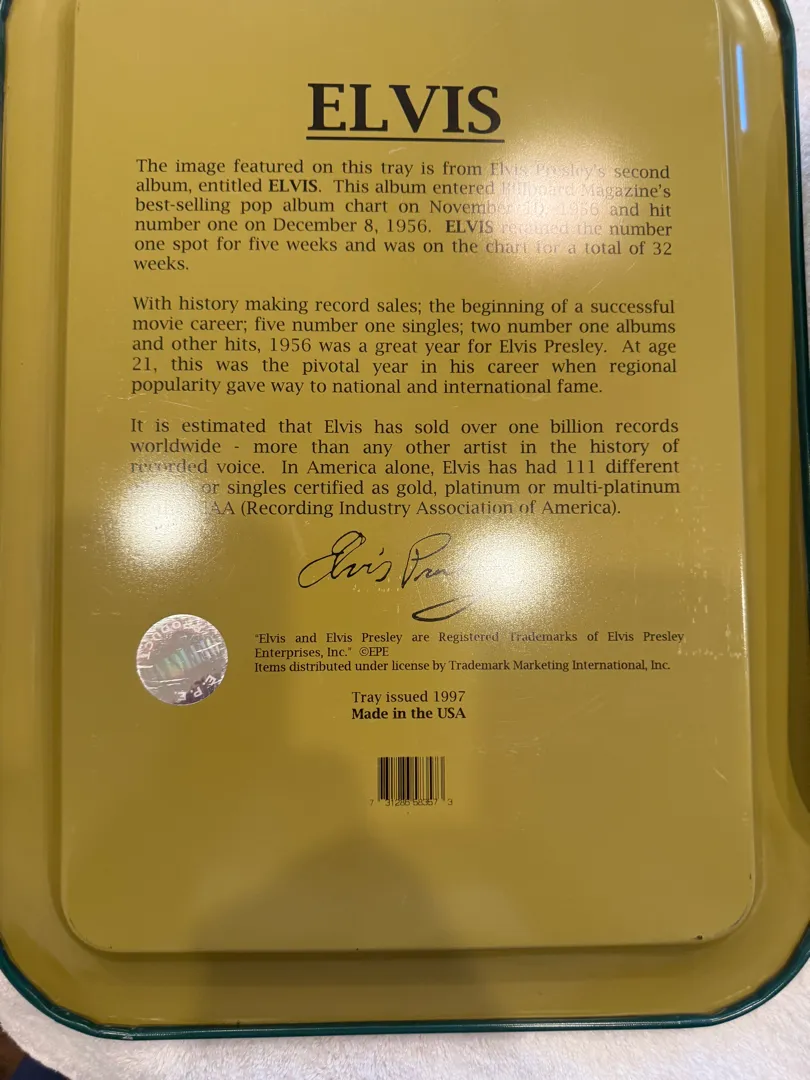 ELVIS
The image featured on this tray is from Elvis Presley's second
album, entitled ELVIS. This album entered Billboard Magazine's
best-selling pop album chart on November 10, 1956 and hit
number one on December 8, 1956. ELVIS retained the number
one spot for five weeks and was on the chart for a total of 32
weeks.
With history making record sales; the beginning of a successful
movie career; five number one singles; two number one albums
and other hits, 1956 was a great year for Elvis Presley. At age
21, this was the pivotal year in his career when regional
popularity gave way to national and international fame.
It is estimated that Elvis has sold over one billion records
worldwide - more than any other artist in the history of
recorded voice. In America alone, Elvis has had 111 different
or singles certified as gold, platinum or multi-platinum
(Recording Industry Association of America).
Elvis
"Elvis and Elvis Presley are Registered Trademarks of Elvis Presley
Enterprises, Inc." ©EPE
Items distributed under license by Trademark Marketing International, Inc.
E.P.E.
Tray issued 1997
Made in the USA